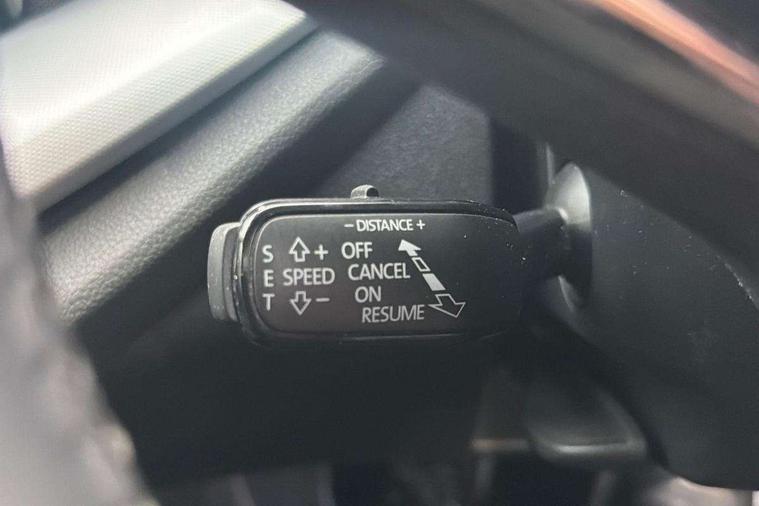 − DISTANCE +
S + OFF
E SPEED CANCEL
T − ON
RESUME